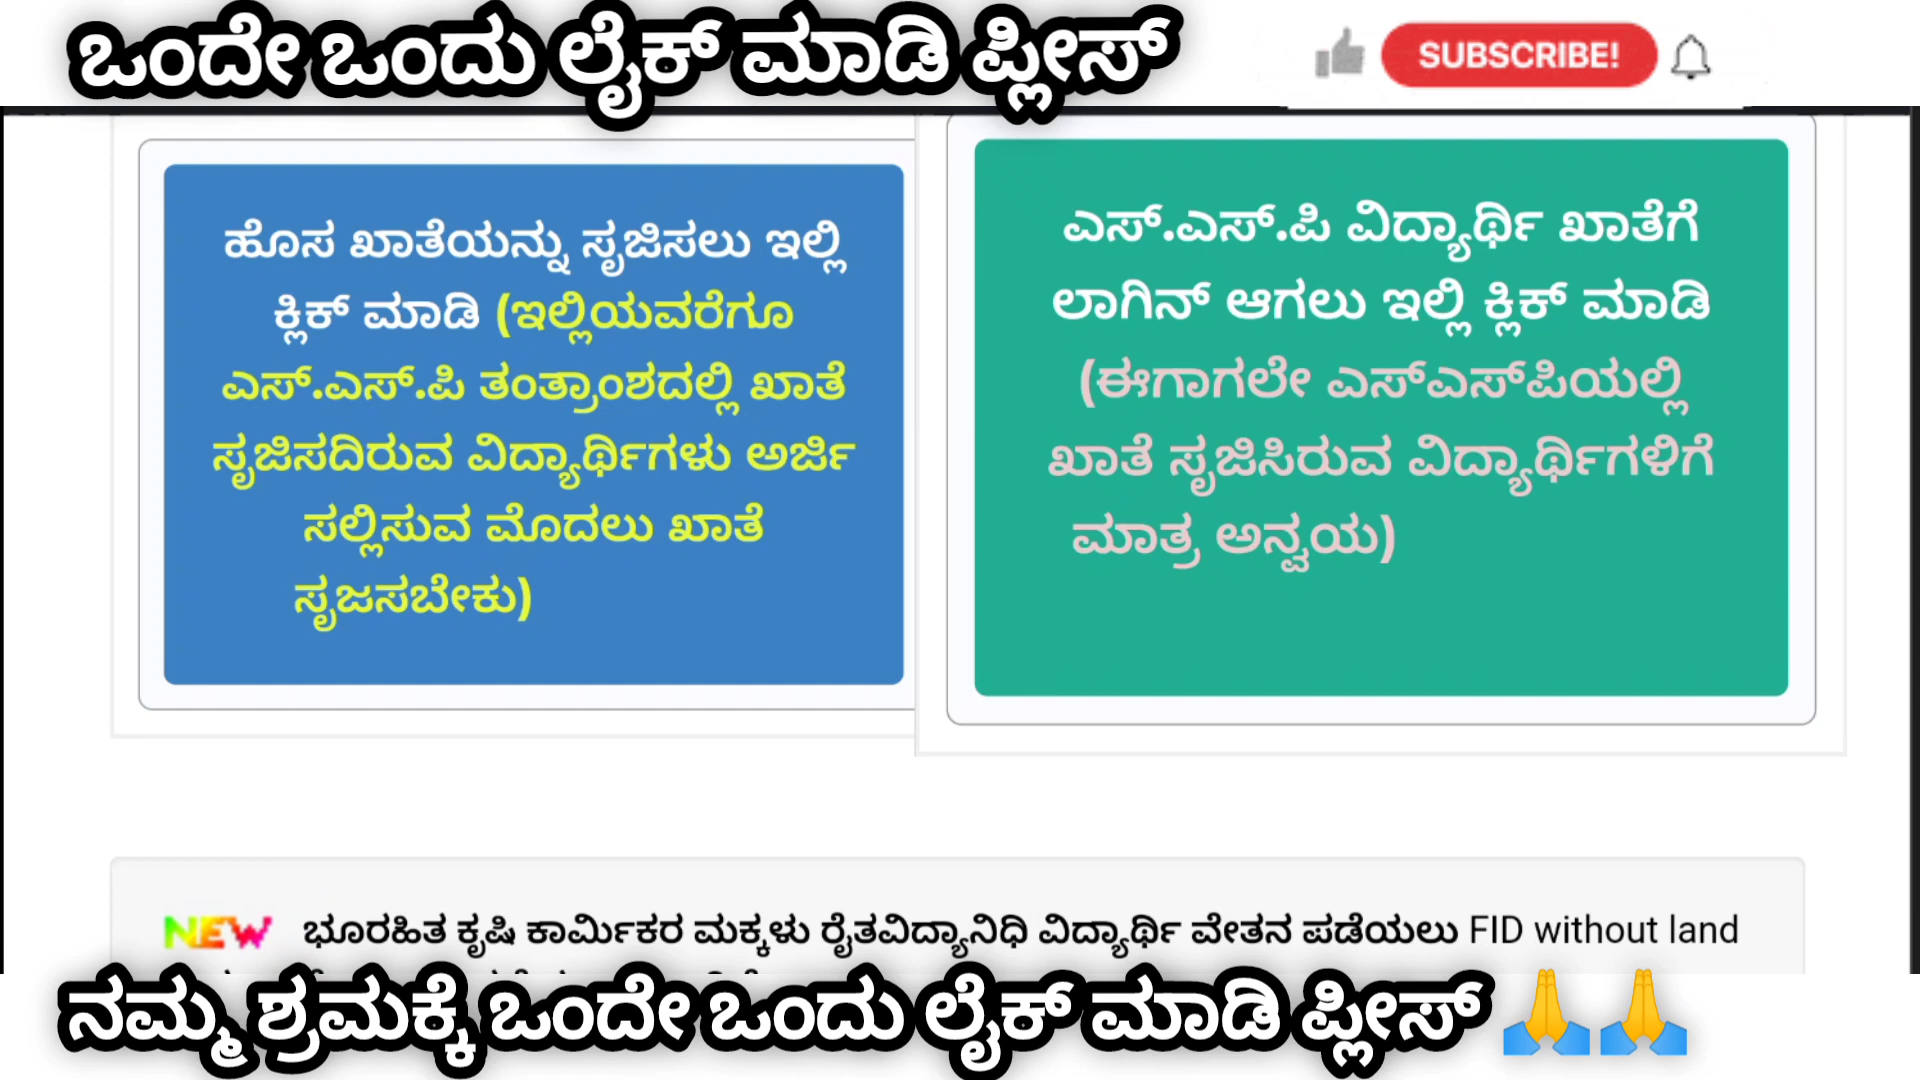 ಒಂದೇ ಒಂದು ಲೈಕ್ ಮಾಡಿ ಪ್ಲೀಸ್
SUBSCRIBE!
ಹೊಸ ಖಾತೆಯನ್ನು ಸೃಜಿಸಲು ಇಲ್ಲಿ
ಕ್ಲಿಕ್ ಮಾಡಿ (ಇಲ್ಲಿಯವರೆಗೂ
ಎಸ್.ಎಸ್.ಪಿ ತಂತ್ರಾಂಶದಲ್ಲಿ ಖಾತೆ
ಸೃಜಿಸದಿರುವ ವಿದ್ಯಾರ್ಥಿಗಳು ಅರ್ಜಿ
ಸಲ್ಲಿಸುವ ಮೊದಲು ಖಾತೆ
ಸೃಜಸಬೇಕು)
ಎಸ್.ಎಸ್.ಪಿ ವಿದ್ಯಾರ್ಥಿ ಖಾತೆಗೆ
ಲಾಗಿನ್ ಆಗಲು ಇಲ್ಲಿ ಕ್ಲಿಕ್ ಮಾಡಿ
(ಈಗಾಗಲೇ ಎಸ್ಎಸ್‌ಪಿಯಲ್ಲಿ
ಖಾತೆ ಸೃಜಿಸಿರುವ ವಿದ್ಯಾರ್ಥಿಗಳಿಗೆ
ಮಾತ್ರ ಅನ್ವಯ)
NEW ಭೂರಹಿತ ಕೃಷಿ ಕಾರ್ಮಿಕರ ಮಕ್ಕಳು ರೈತವಿದ್ಯಾನಿಧಿ ವಿದ್ಯಾರ್ಥಿ ವೇತನ ಪಡೆಯಲು FID without land
ನಮ್ಮ ಶ್ರಮಕ್ಕೆ ಒಂದೇ ಒಂದು ಲೈಕ್ ಮಾಡಿ ಪ್ಲೀಸ್ 🙏🙏